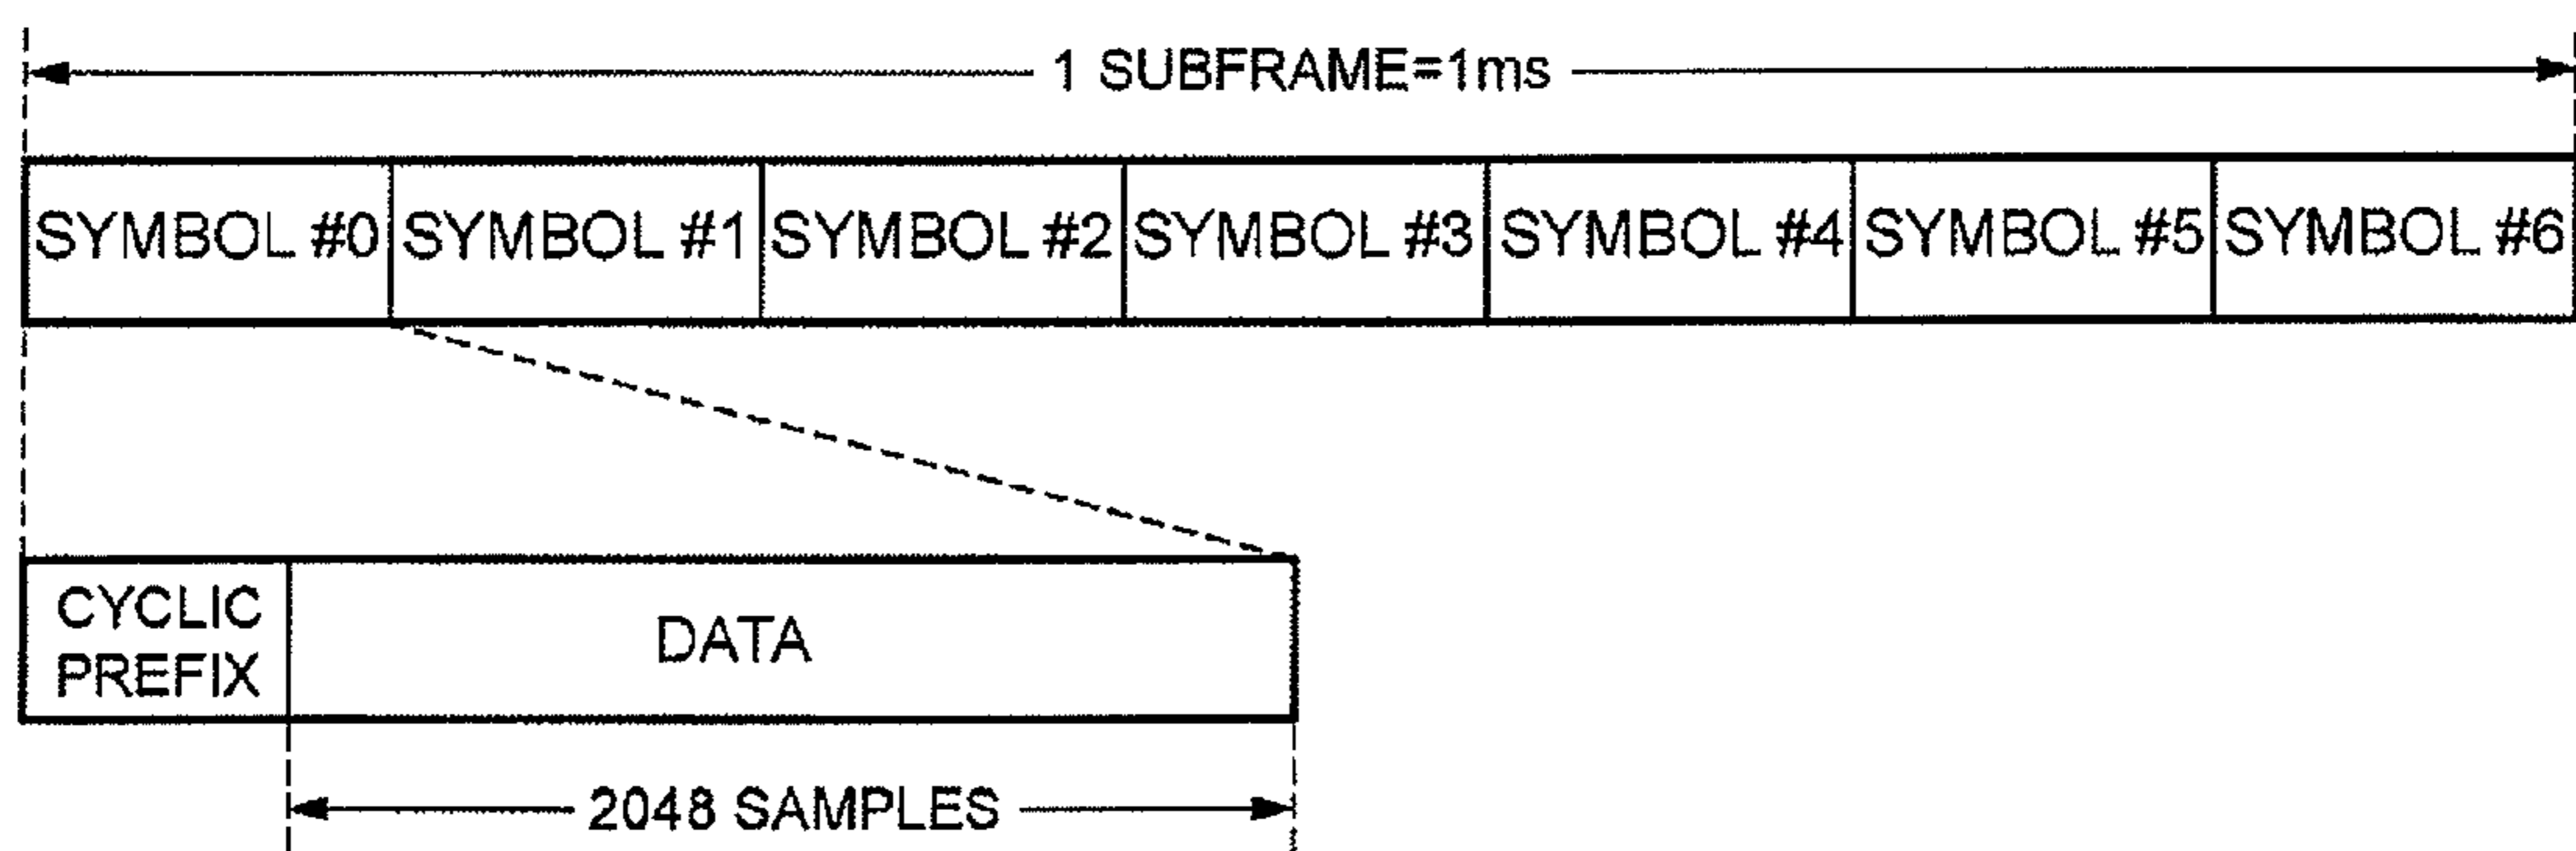 1 SUBFRAME=1ms
SYMBOL #0 SYMBOL #1 SYMBOL #2 SYMBOL #3 SYMBOL #4 SYMBOL #5 SYMBOL #6
CYCLIC
PREFIX
DATA
2048 SAMPLES